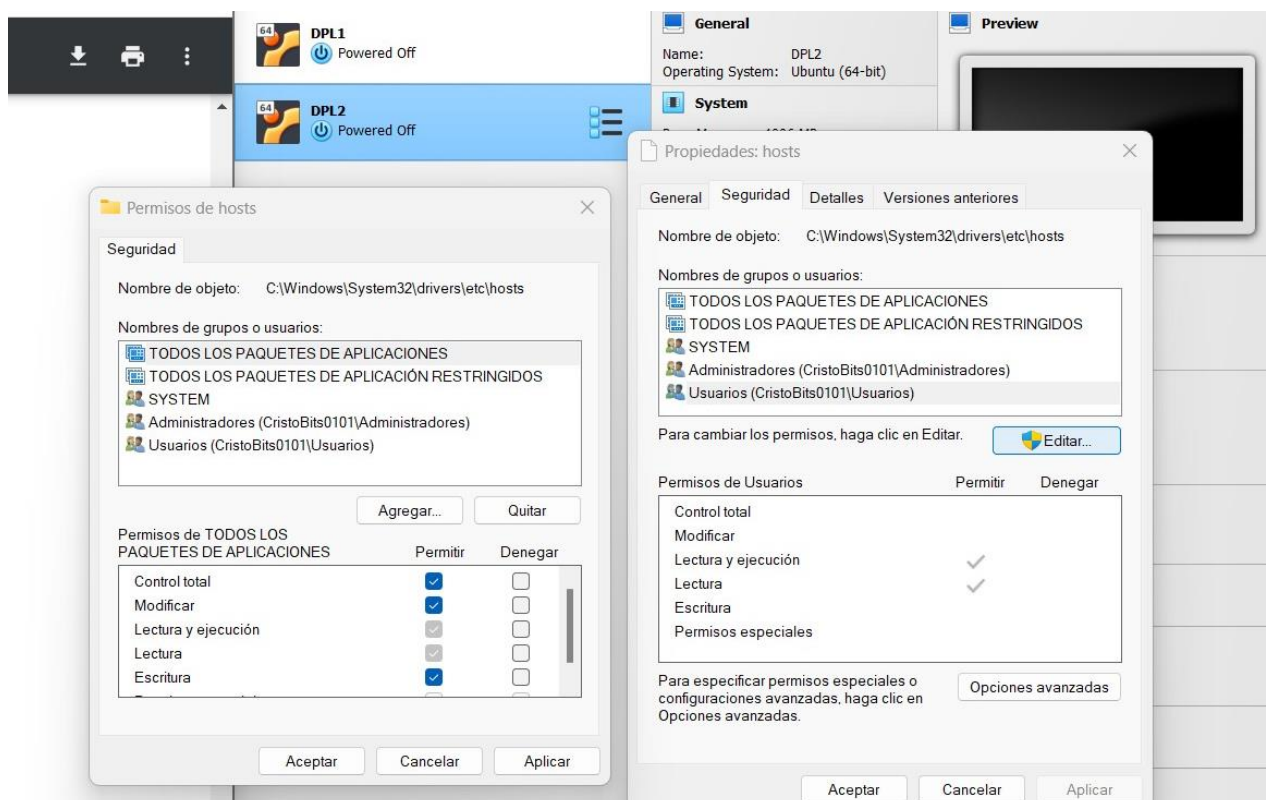 64
DPL1
Powered Off
64
DPL2
Powered Off
General
Name: DPL2
Operating System: Ubuntu (64-bit)
System
Preview
Permisos de hosts
Seguridad
Nombre de objeto: C:\Windows\System32\drivers\etc\hosts
Nombres de grupos o usuarios:
TODOS LOS PAQUETES DE APLICACIONES
TODOS LOS PAQUETES DE APLICACIÓN RESTRINGIDOS
SYSTEM
Administradores (CristoBits0101\Administradores)
Usuarios (CristoBits0101\Usuarios)
Agregar... Quitar
Permisos de TODOS LOS
PAQUETES DE APLICACIONES Permitir Denegar
Control total
Modificar
Lectura y ejecución
Lectura
Escritura
Aceptar Cancelar Aplicar
Propiedades: hosts
General Seguridad Detalles Versiones anteriores
Nombre de objeto: C:\Windows\System32\drivers\etc\hosts
Nombres de grupos o usuarios:
TODOS LOS PAQUETES DE APLICACIONES
TODOS LOS PAQUETES DE APLICACIÓN RESTRINGIDOS
SYSTEM
Administradores (CristoBits0101\Administradores)
Usuarios (CristoBits0101\Usuarios)
Para cambiar los permisos, haga clic en Editar. Editar...
Permisos de Usuarios Permitir Denegar
Control total
Modificar
Lectura y ejecución
Lectura
Escritura
Permisos especiales
Para especificar permisos especiales o
configuraciones avanzadas, haga clic en
Opciones avanzadas.
Opciones avanzadas
Aceptar Cancelar Aplicar